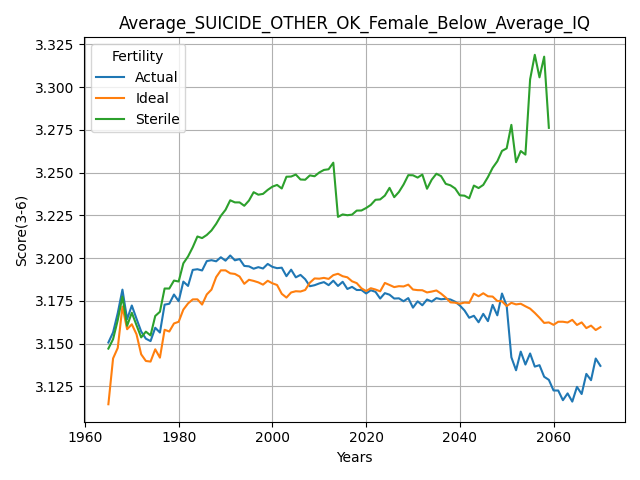 Average_SUICIDE_OTHER_OK_Female_Below_Average_IQ
Fertility
Actual
Ideal
Sterile
3.325
3.300
3.275
3.250
3.225
3.200
3.175
3.150
3.125
Score(3-6)
1960
1980
2000
2020
2040
2060
Years